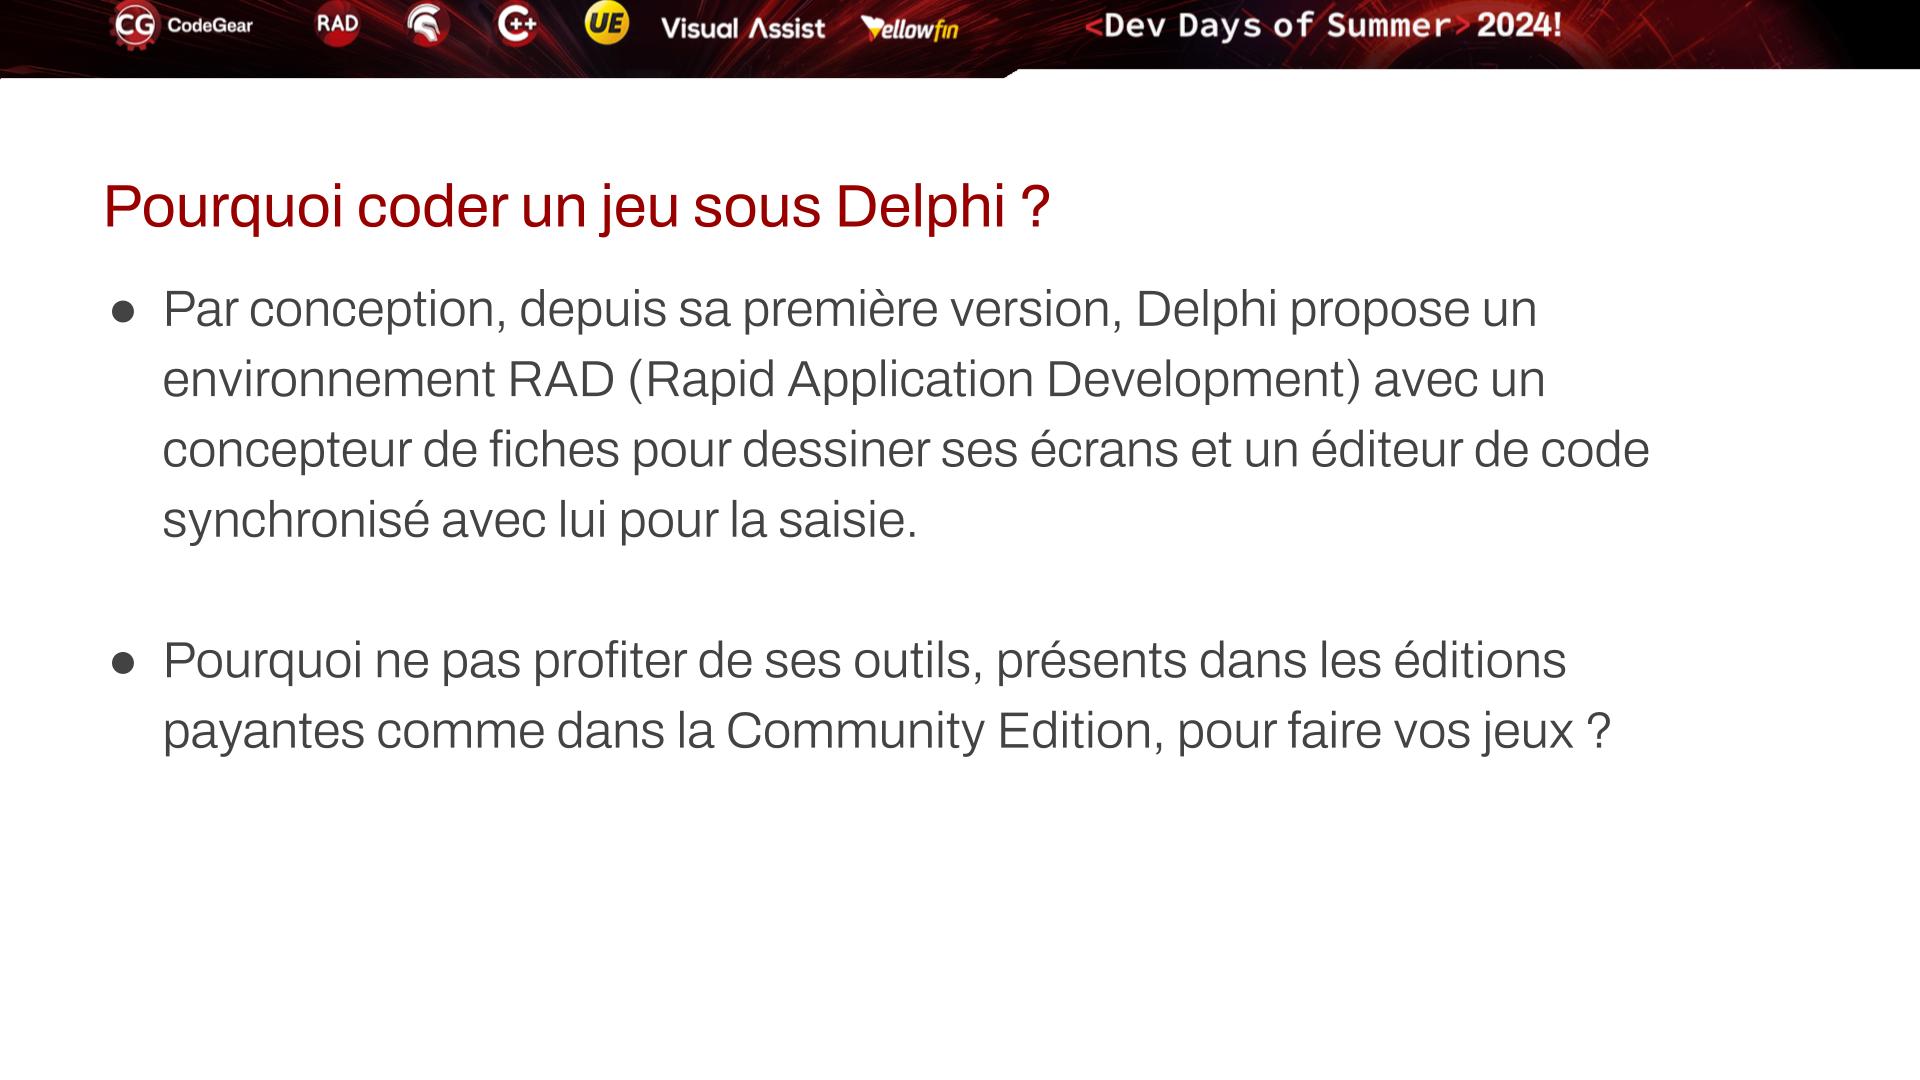 CG CodeGear RAD C++ UE Visual Assist Yellowfin <Dev Days of Summer> 2024!
Pourquoi coder un jeu sous Delphi ?
● Par conception, depuis sa première version, Delphi propose un
environnement RAD (Rapid Application Development) avec un
concepteur de fiches pour dessiner ses écrans et un éditeur de code
synchronisé avec lui pour la saisie.
● Pourquoi ne pas profiter de ses outils, présents dans les éditions
payantes comme dans la Community Edition, pour faire vos jeux ?